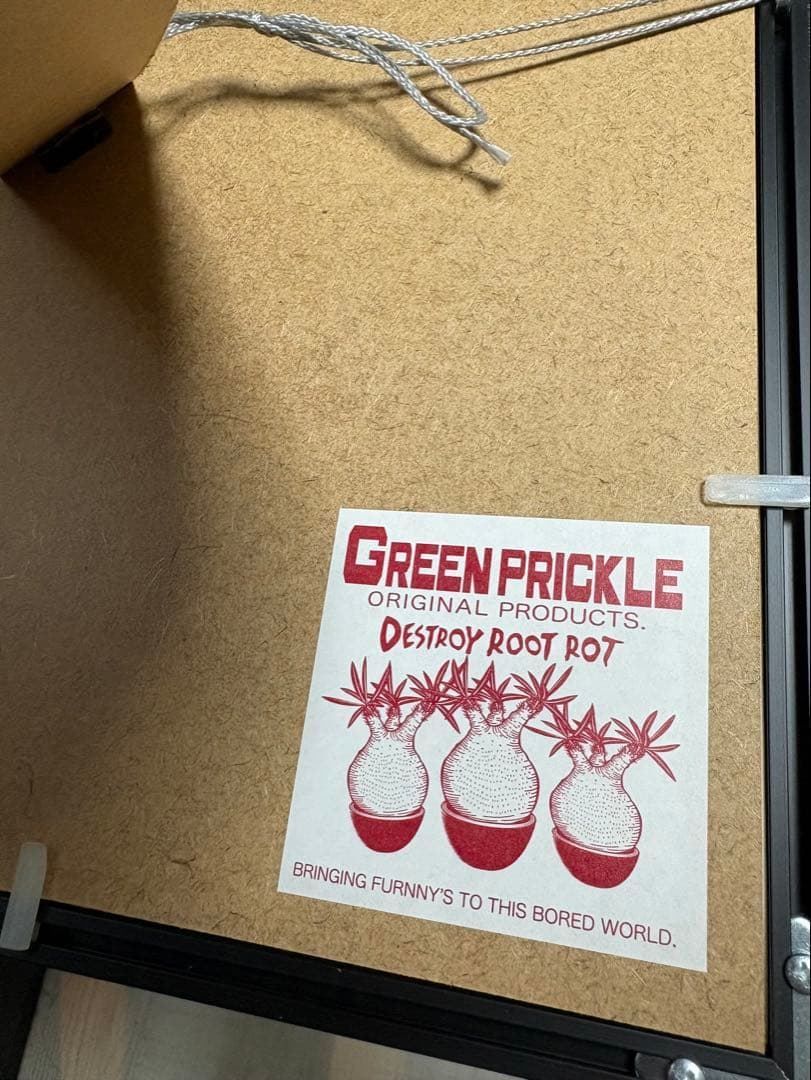 GREEN PRICKLE
ORIGINAL PRODUCTS.
DESTROY ROOT ROT
BRINGING FURNNY'S TO THIS BORED WORLD.